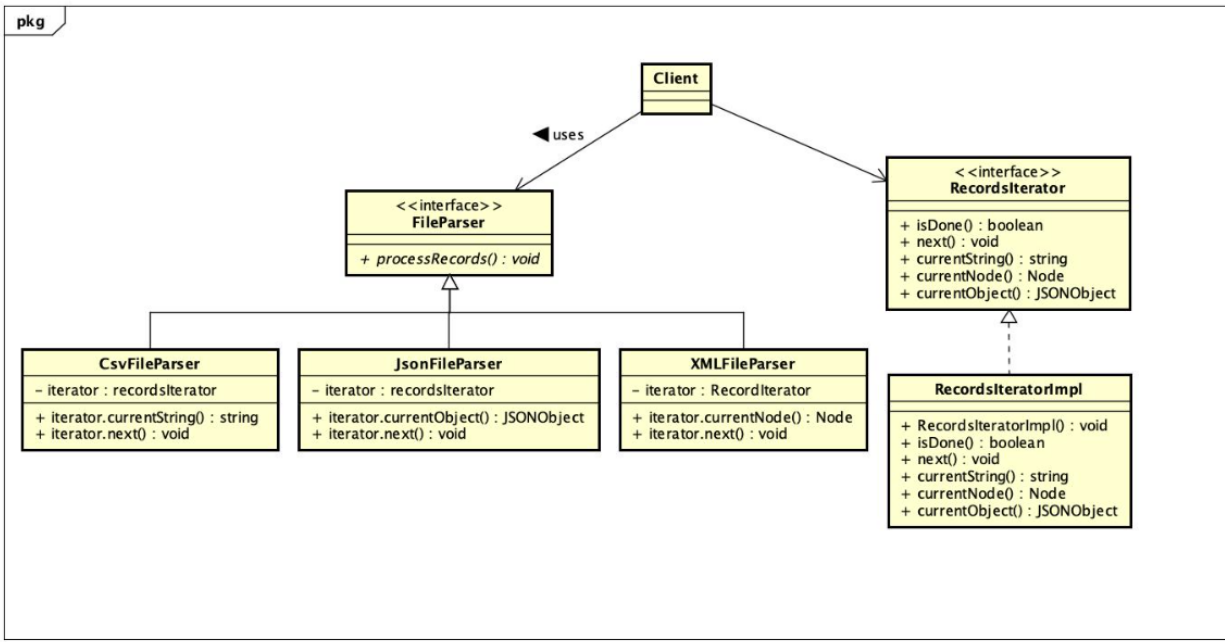 pkg
Client
◀ uses
<<interface>>
FileParser
+ processRecords() : void
<<interface>>
RecordsIterator
+ isDone() : boolean
+ next() : void
+ currentString() : string
+ currentNode() : Node
+ currentObject() : JSONObject
CsvFileParser
− iterator : recordsIterator
+ iterator.currentString() : string
+ iterator.next() : void
JsonFileParser
− iterator : recordsIterator
+ iterator.currentObject() : JSONObject
+ iterator.next() : void
XMLFileParser
− iterator : RecordIterator
+ iterator.currentNode() : Node
+ iterator.next() : void
RecordsIteratorImpl
+ RecordsIteratorImpl() : void
+ isDone() : boolean
+ next() : void
+ currentString() : string
+ currentNode() : Node
+ currentObject() : JSONObject